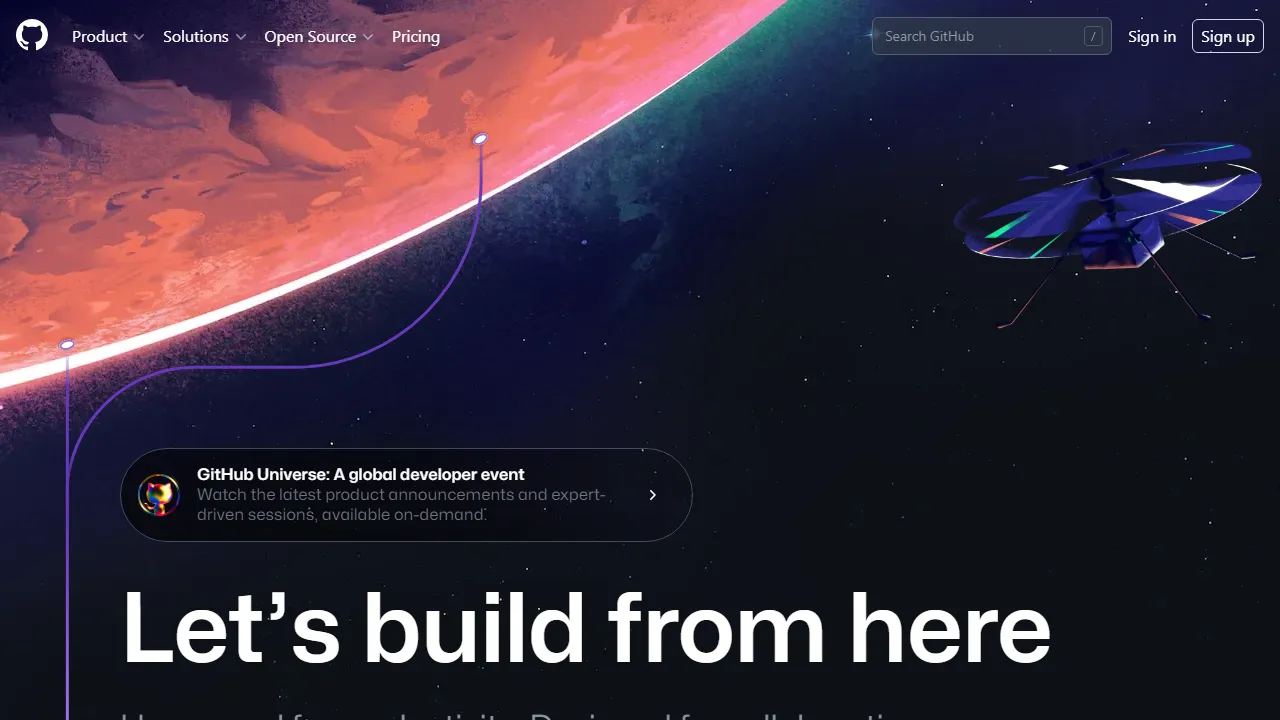 Product
Solutions
Open Source
Pricing
Search GitHub
/
Sign in
Sign up
GitHub Universe: A global developer event
Watch the latest product announcements and expert-
driven sessions, available on-demand.
Let’s build from here